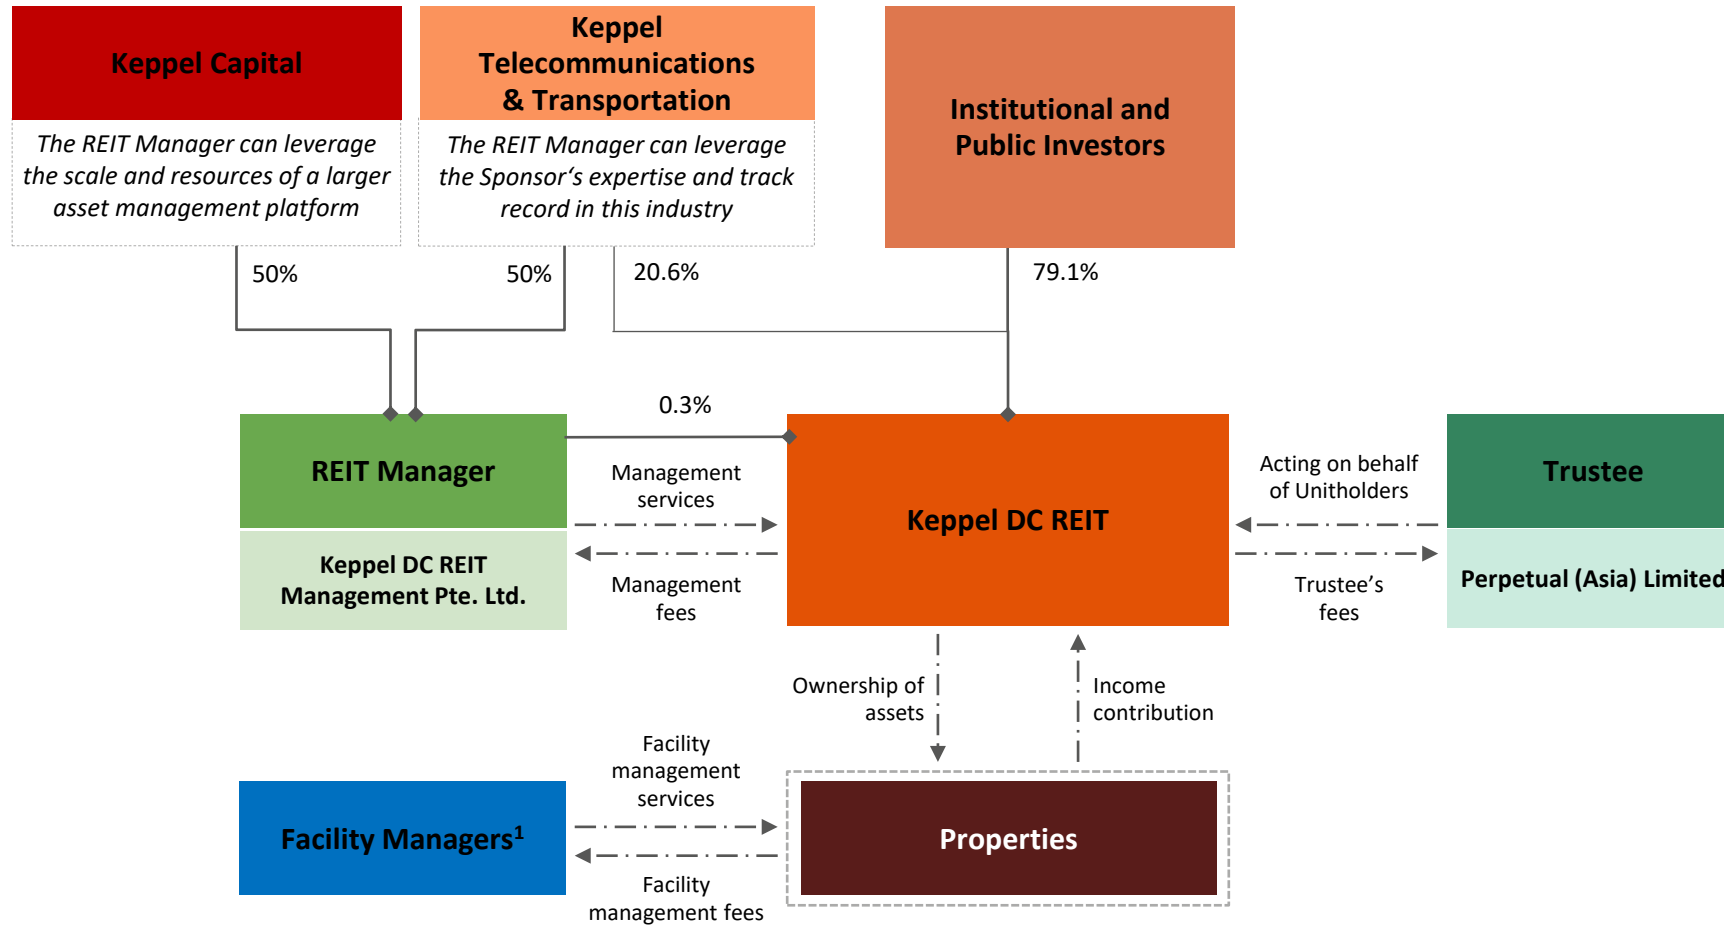 Keppel Capital
The REIT Manager can leverage
the scale and resources of a larger
asset management platform
Keppel
Telecommunications
& Transportation
The REIT Manager can leverage
the Sponsor‘s expertise and track
record in this industry
Institutional and
Public Investors
50%
50%
20.6%
79.1%
0.3%
REIT Manager
Keppel DC REIT
Management Pte. Ltd.
Management
services
Management
fees
Keppel DC REIT
Acting on behalf
of Unitholders
Trustee’s
fees
Trustee
Perpetual (Asia) Limited
Ownership of
assets
Income
contribution
Facility
management
services
Facility
management fees
Facility Managers¹
Properties